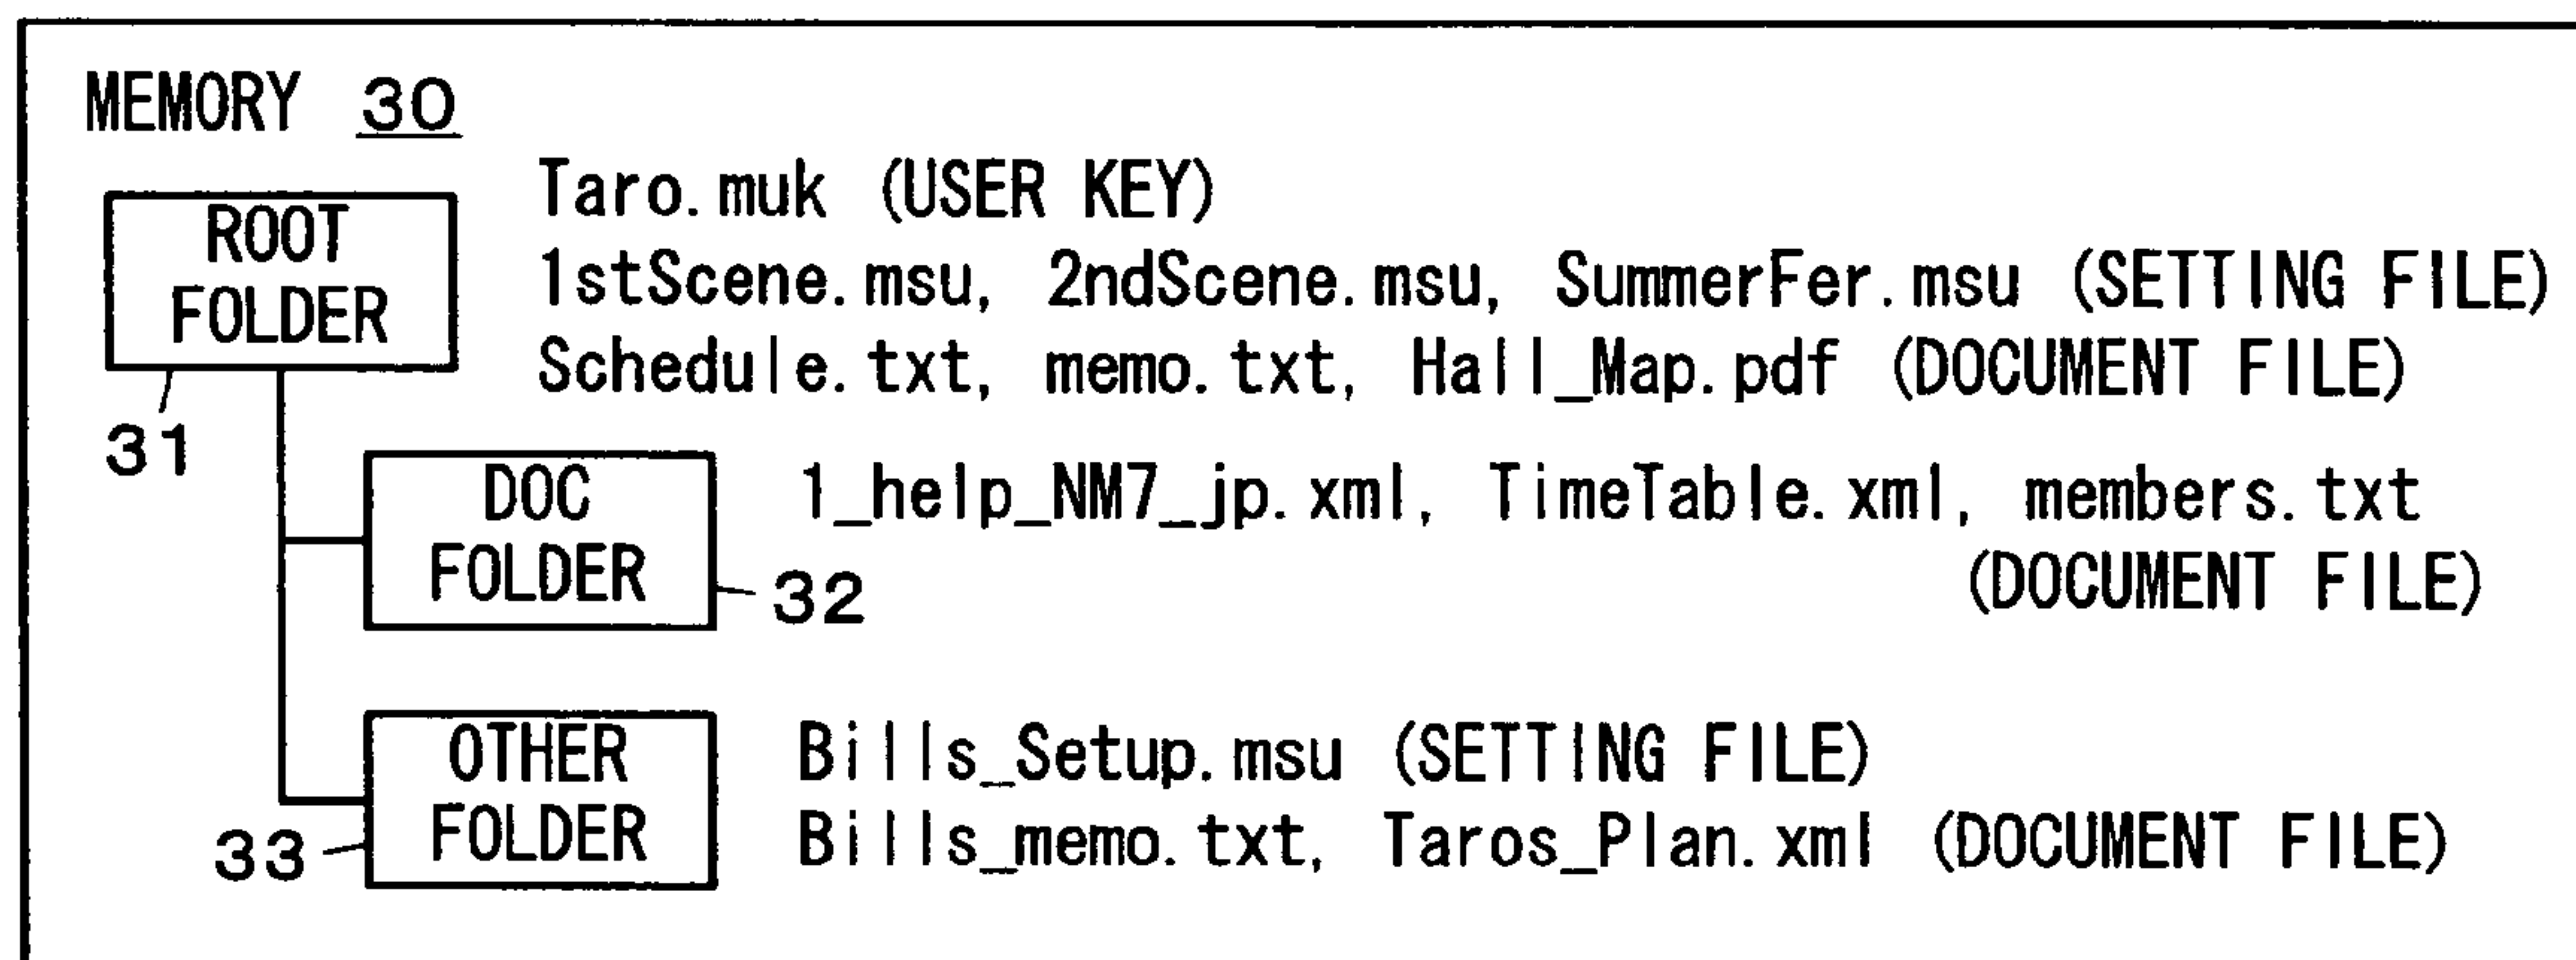 MEMORY 30
ROOT
FOLDER
31
Taro.muk (USER KEY)
1stScene.msu, 2ndScene.msu, SummerFer.msu (SETTING FILE)
Schedule.txt, memo.txt, Hall_Map.pdf (DOCUMENT FILE)
DOC
FOLDER
32
1_help_NM7_jp.xml, TimeTable.xml, members.txt
(DOCUMENT FILE)
OTHER
FOLDER
33
Bills_Setup.msu (SETTING FILE)
Bills_memo.txt, Taros_Plan.xml (DOCUMENT FILE)